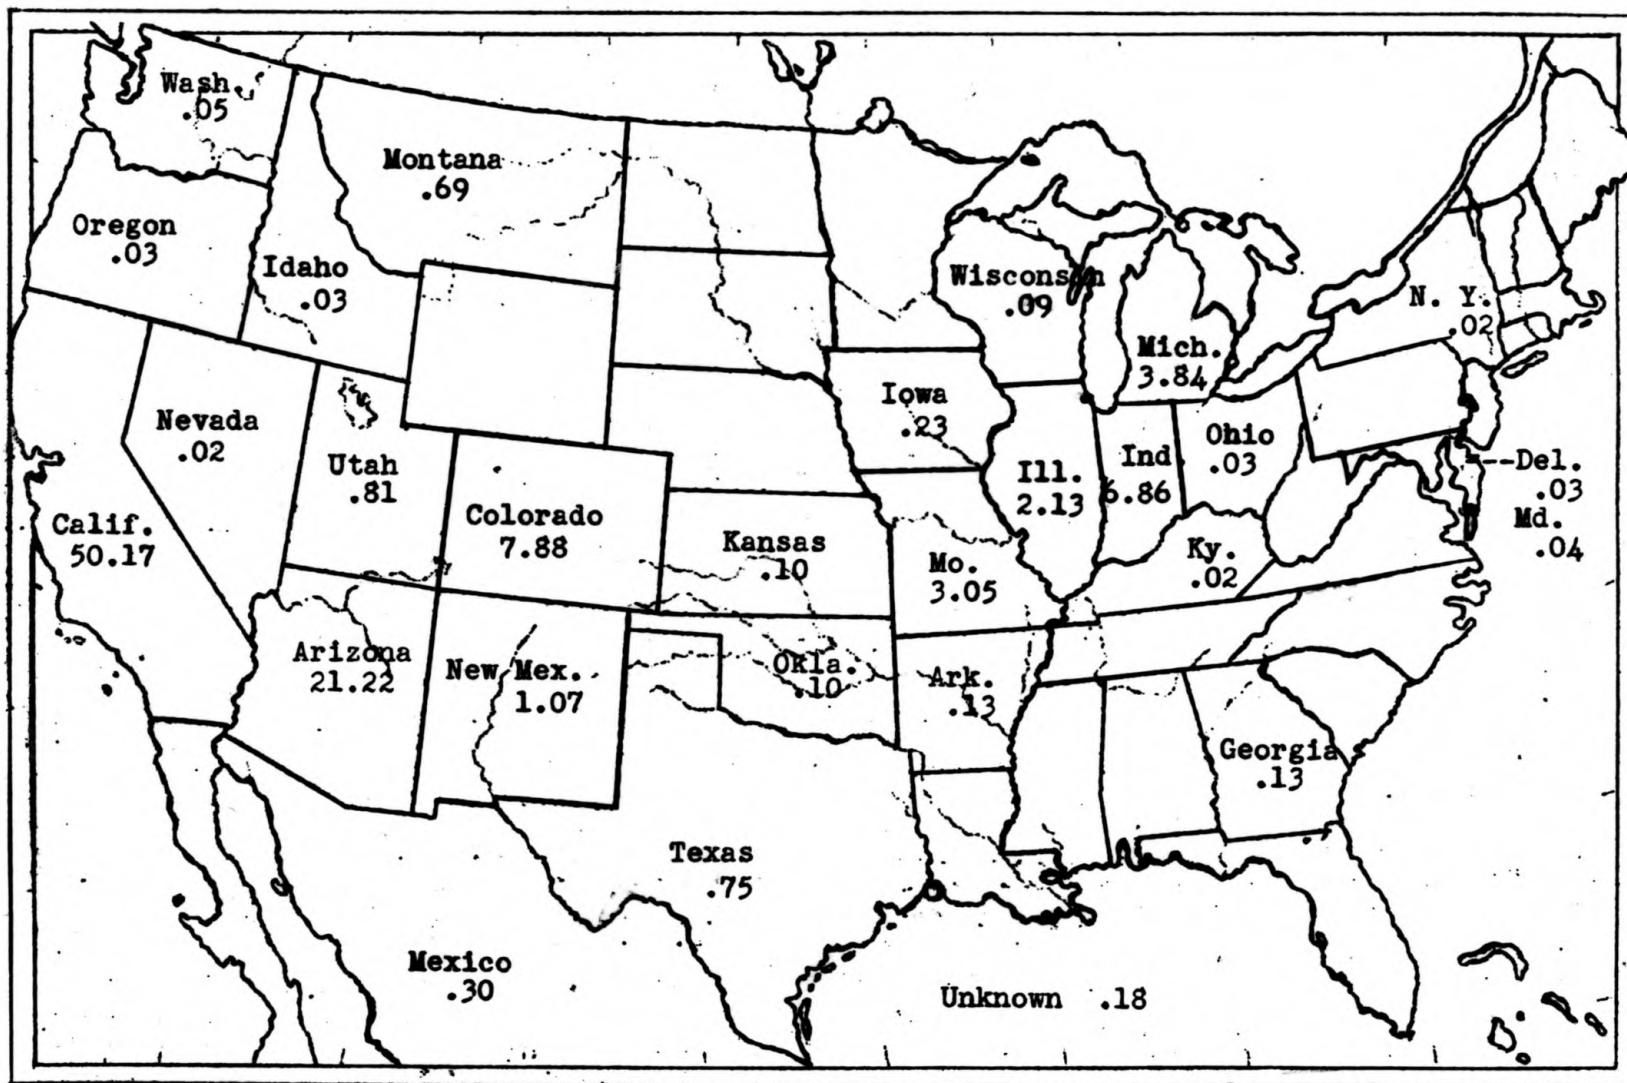 Wash.
.05
Montana
.69
Oregon
.03
Idaho
.03
Wisconsin
.09
N. Y.
.02
Mich.
3.84
Nevada
.02
Iowa
.23
Utah
.81
Ill.
2.13
Ind
6.86
Ohio
.03
Del.
.03
Md.
.04
Calif.
50.17
Colorado
7.88
Kansas
.10
Mo.
3.05
Ky.
.02
Arizona
21.22
New Mex.
1.07
Okla.
.10
Ark.
.13
Georgia
.13
Texas
.75
Mexico
.30
Unknown .18